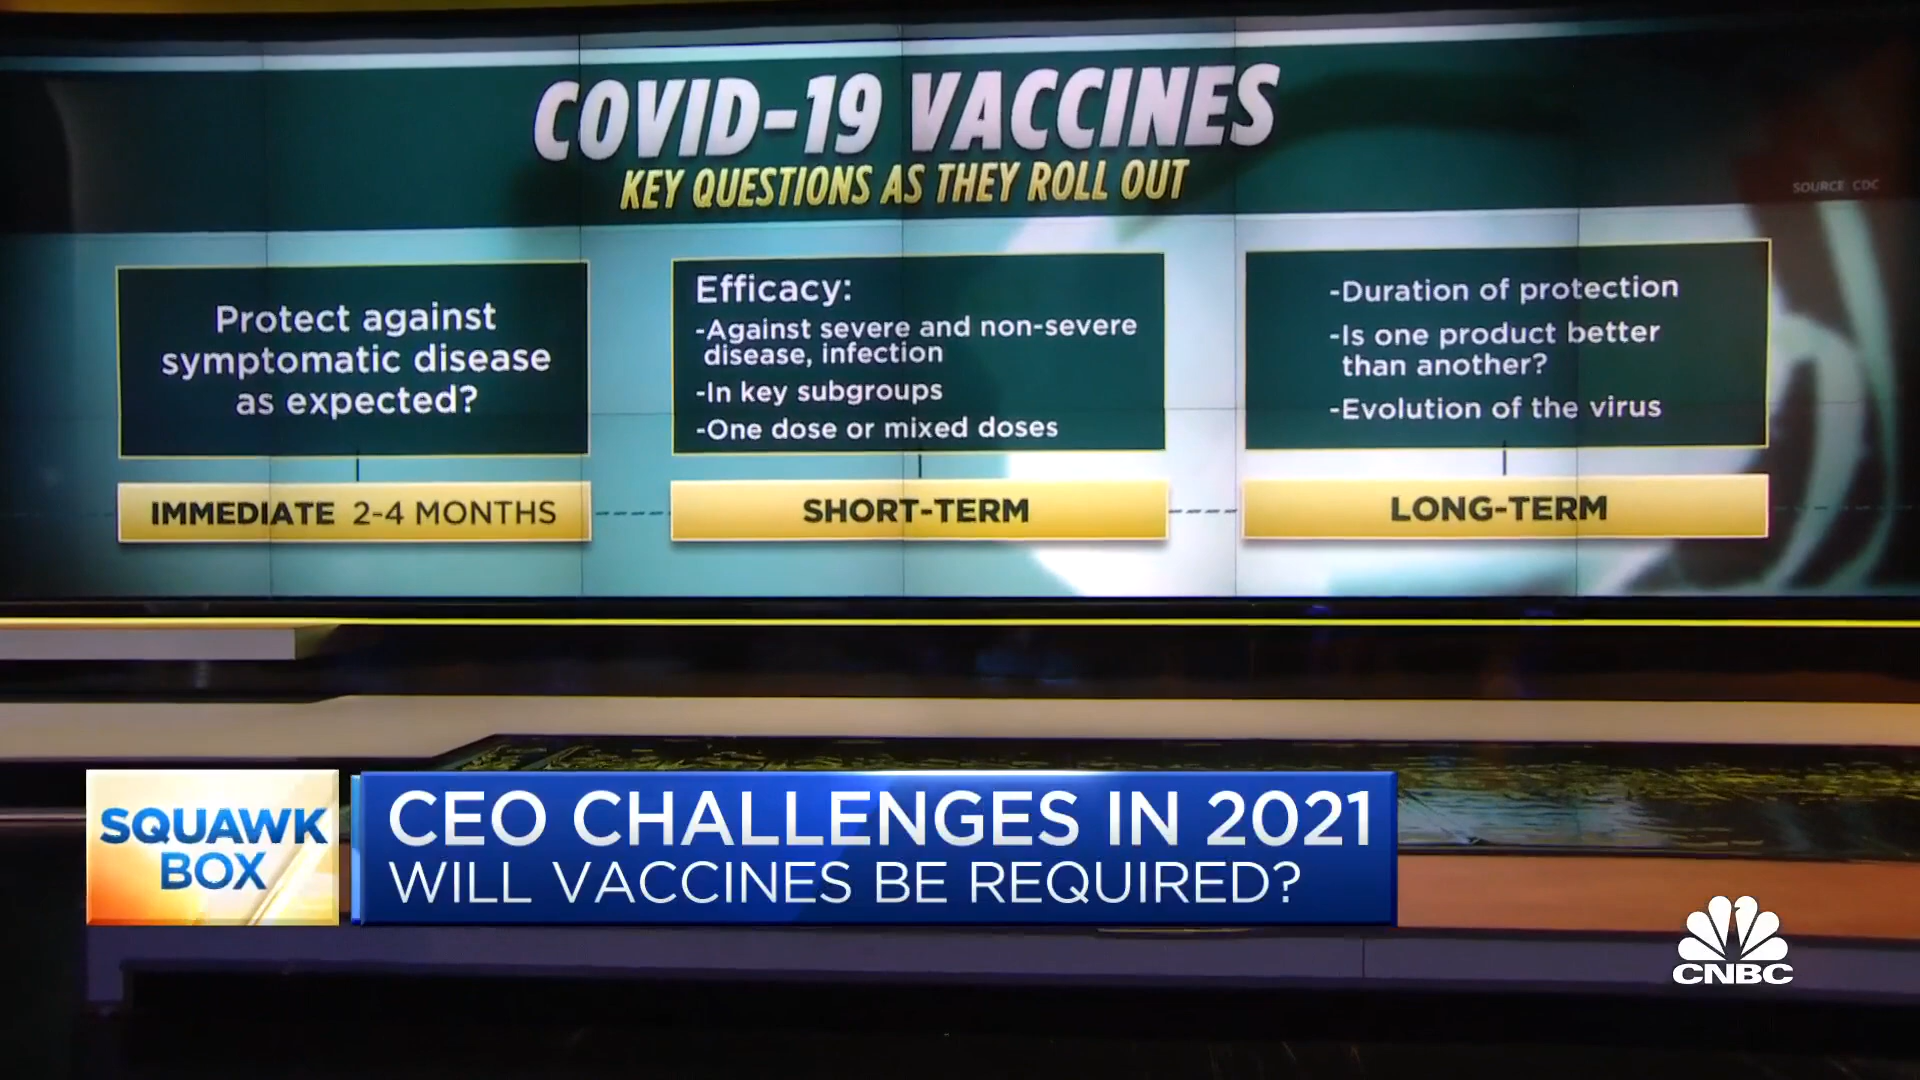 COVID-19 VACCINES
KEY QUESTIONS AS THEY ROLL OUT
SOURCE CDC
Protect against
symptomatic disease
as expected?
IMMEDIATE 2-4 MONTHS
Efficacy:
-Against severe and non-severe
disease, infection
-In key subgroups
-One dose or mixed doses
SHORT-TERM
-Duration of protection
-Is one product better
than another?
-Evolution of the virus
LONG-TERM
SQUAWK
BOX
CEO CHALLENGES IN 2021
WILL VACCINES BE REQUIRED?
CNBC